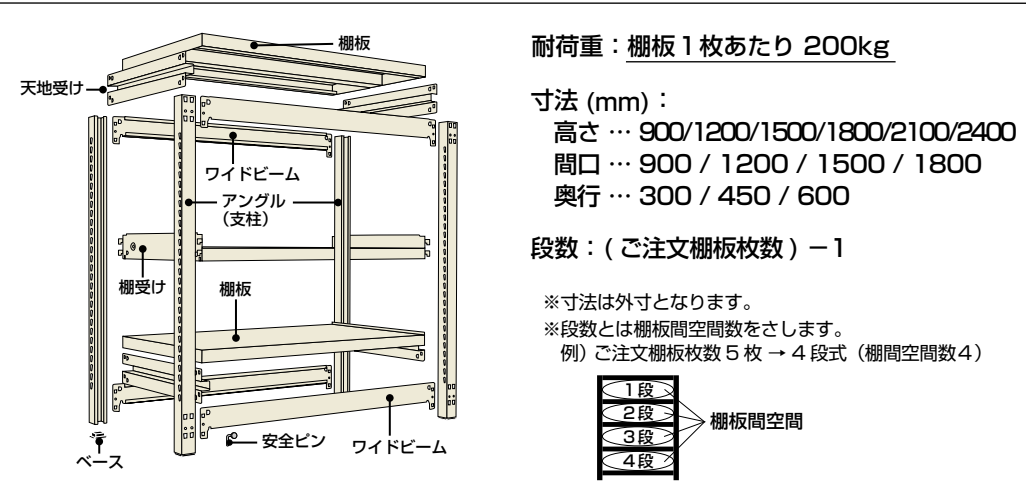 棚板
天地受け
ワイドビーム
アングル
(支柱)
棚受け
棚板
安全ピン
ワイドビーム
ベース
耐荷重:棚板1枚あたり 200kg
寸法 (mm):
高さ … 900/1200/1500/1800/2100/2400
間口 … 900 / 1200 / 1500 / 1800
奥行 … 300 / 450 / 600
段数:( ご注文棚板枚数 ) −1
※寸法は外寸となります。
※段数とは棚板間空間数をさします。
例) ご注文棚板枚数5枚 → 4段式(棚間空間数4)
1段
2段
3段
4段
棚板間空間